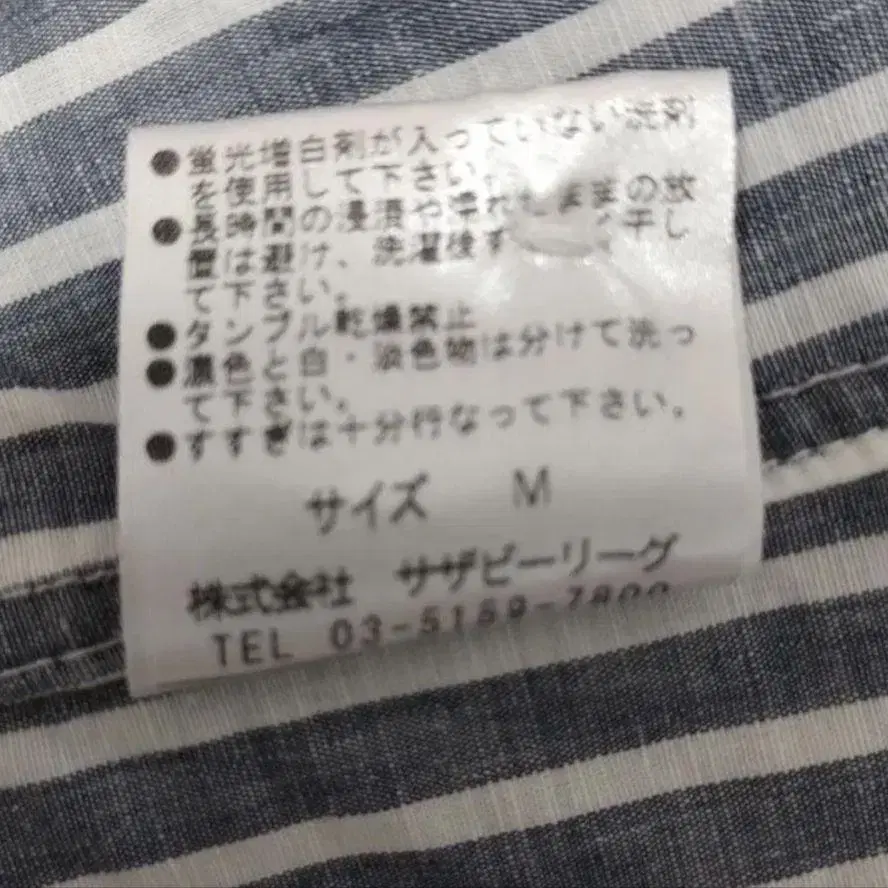 ●蛍光増白剤が入っていない洗剤
を使用して下さい
●長時間の浸漬や濡れたままの放
置は避け、洗濯後す 干し
て下さい。
●タンブル乾燥禁止
●濃色と白・淡色物は分けて洗っ
て下さい。
●すすぎは十分行なって下さい。
サイズ M
株式会社 サザビーリーグ
TEL 03-5159-7800